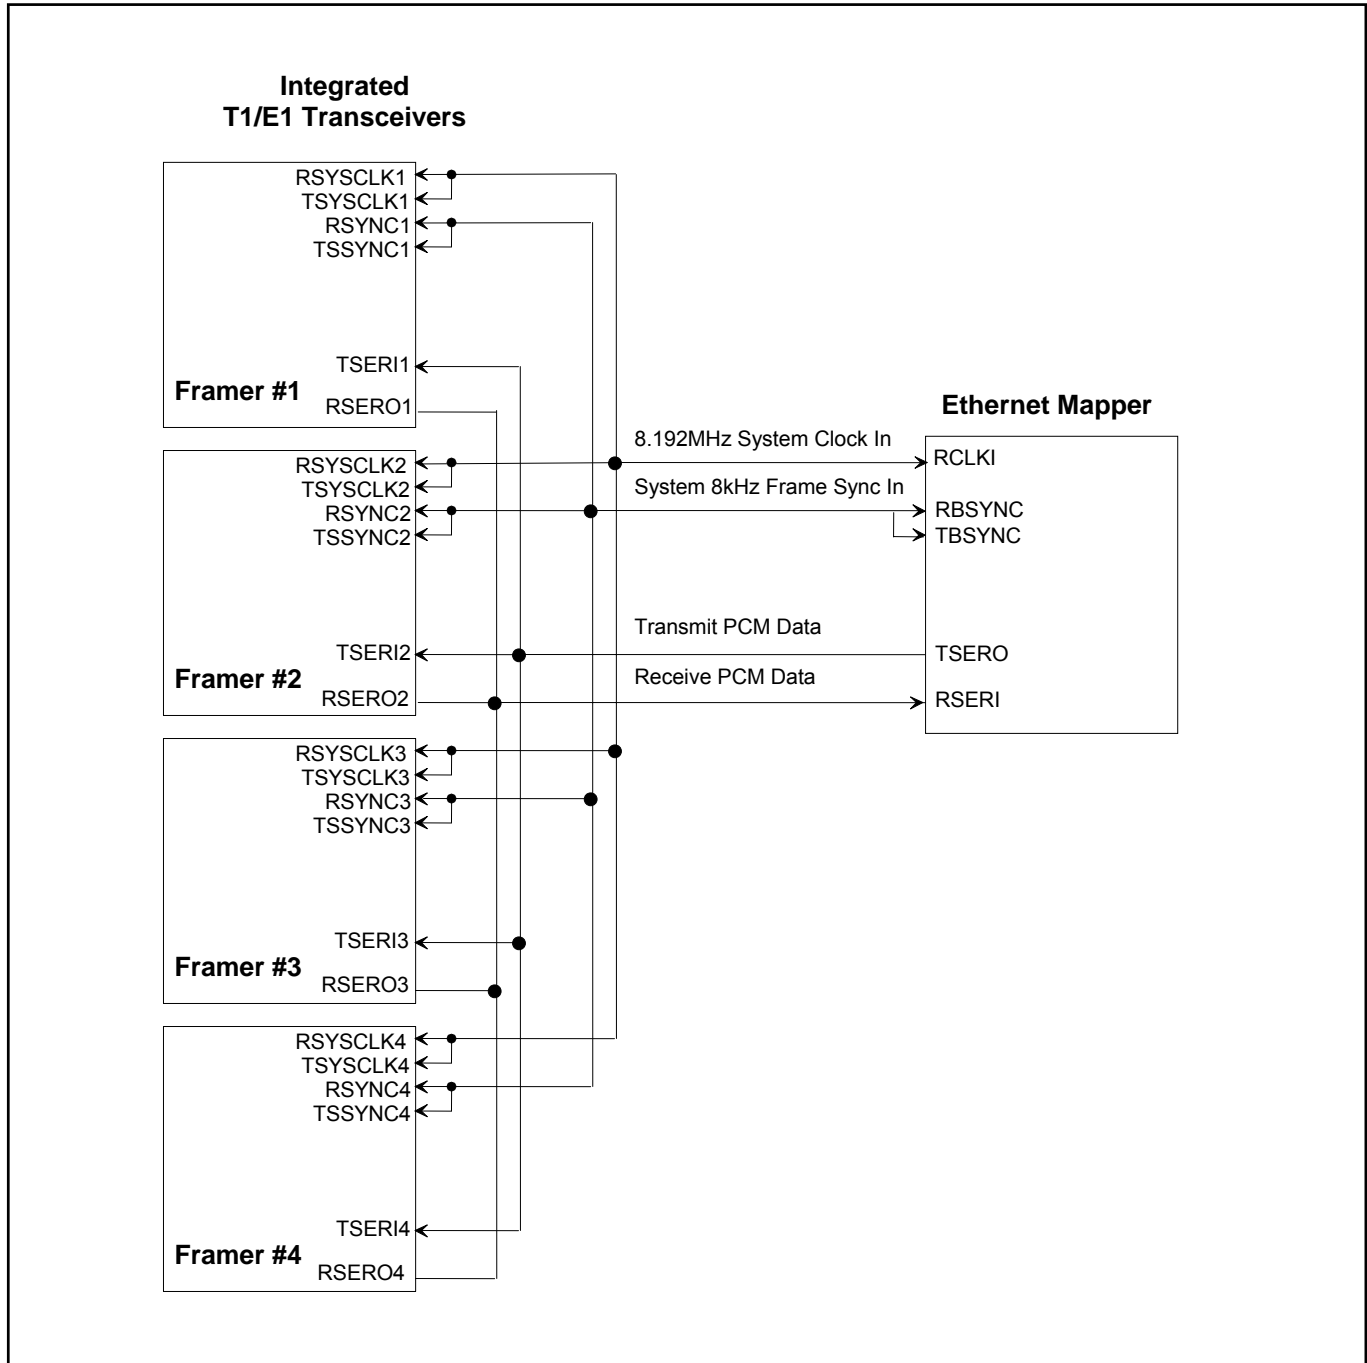 Integrated
T1/E1 Transceivers
RSYSCLK1
TSYSCLK1
RSYNC1
TSSYNC1
TSERI1
Framer #1
RSERO1
Ethernet Mapper
8.192MHz System Clock In
RCLKI
RSYSCLK2
TSYSCLK2
System 8kHz Frame Sync In
RSYNC2
RBSYNC
TSSYNC2
TBSYNC
Transmit PCM Data
TSERI2
TSERO
Framer #2
Receive PCM Data
RSERO2
RSERI
RSYSCLK3
TSYSCLK3
RSYNC3
TSSYNC3
TSERI3
Framer #3
RSERO3
RSYSCLK4
TSYSCLK4
RSYNC4
TSSYNC4
TSERI4
Framer #4
RSERO4